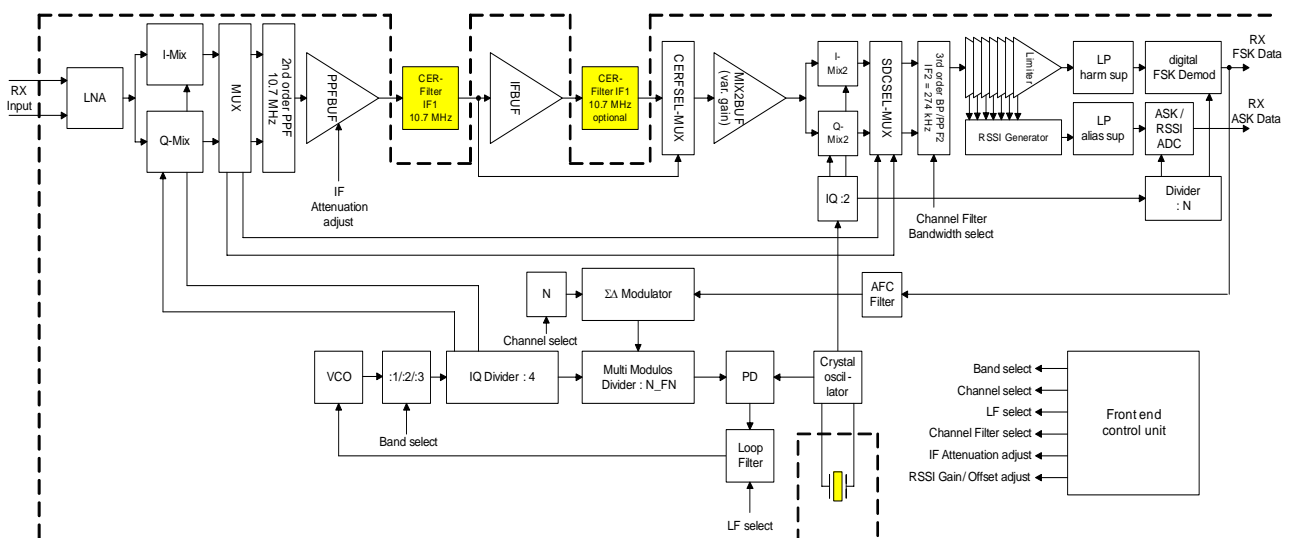 RX
Input
LNA
I-Mix
Q-Mix
MUX
2nd order PPF
10.7 MHz
PPFBUF
IF
Attenuation
adjust
CER-
Filter
IF1
10.7 MHz
IFBUF
CER-
Filter IF1
10.7 MHz
optional
CERFSEL-MUX
MIX2BUF
(var. gain)
I-
Mix2
Q-
Mix2
IQ :2
SDCSEL-MUX
3rd order BP/PPF2
IF2 = 274 kHz
Channel Filter
Bandwidth select
Limiter
RSSI Generator
LP
harm sup
LP
alias sup
digital
FSK Demod
ASK /
RSSI
ADC
Divider
: N
RX
FSK Data
RX
ASK Data
N
Channel select
ΣΔ Modulator
AFC
Filter
VCO
:1/:2/:3
Band select
IQ Divider : 4
Multi Modulos
Divider : N_FN
PD
Crystal
oscil-
lator
Loop
Filter
LF select
Band select
Channel select
LF select
Channel Filter select
IF Attenuation adjust
RSSI Gain/Offset adjust
Front end
control unit